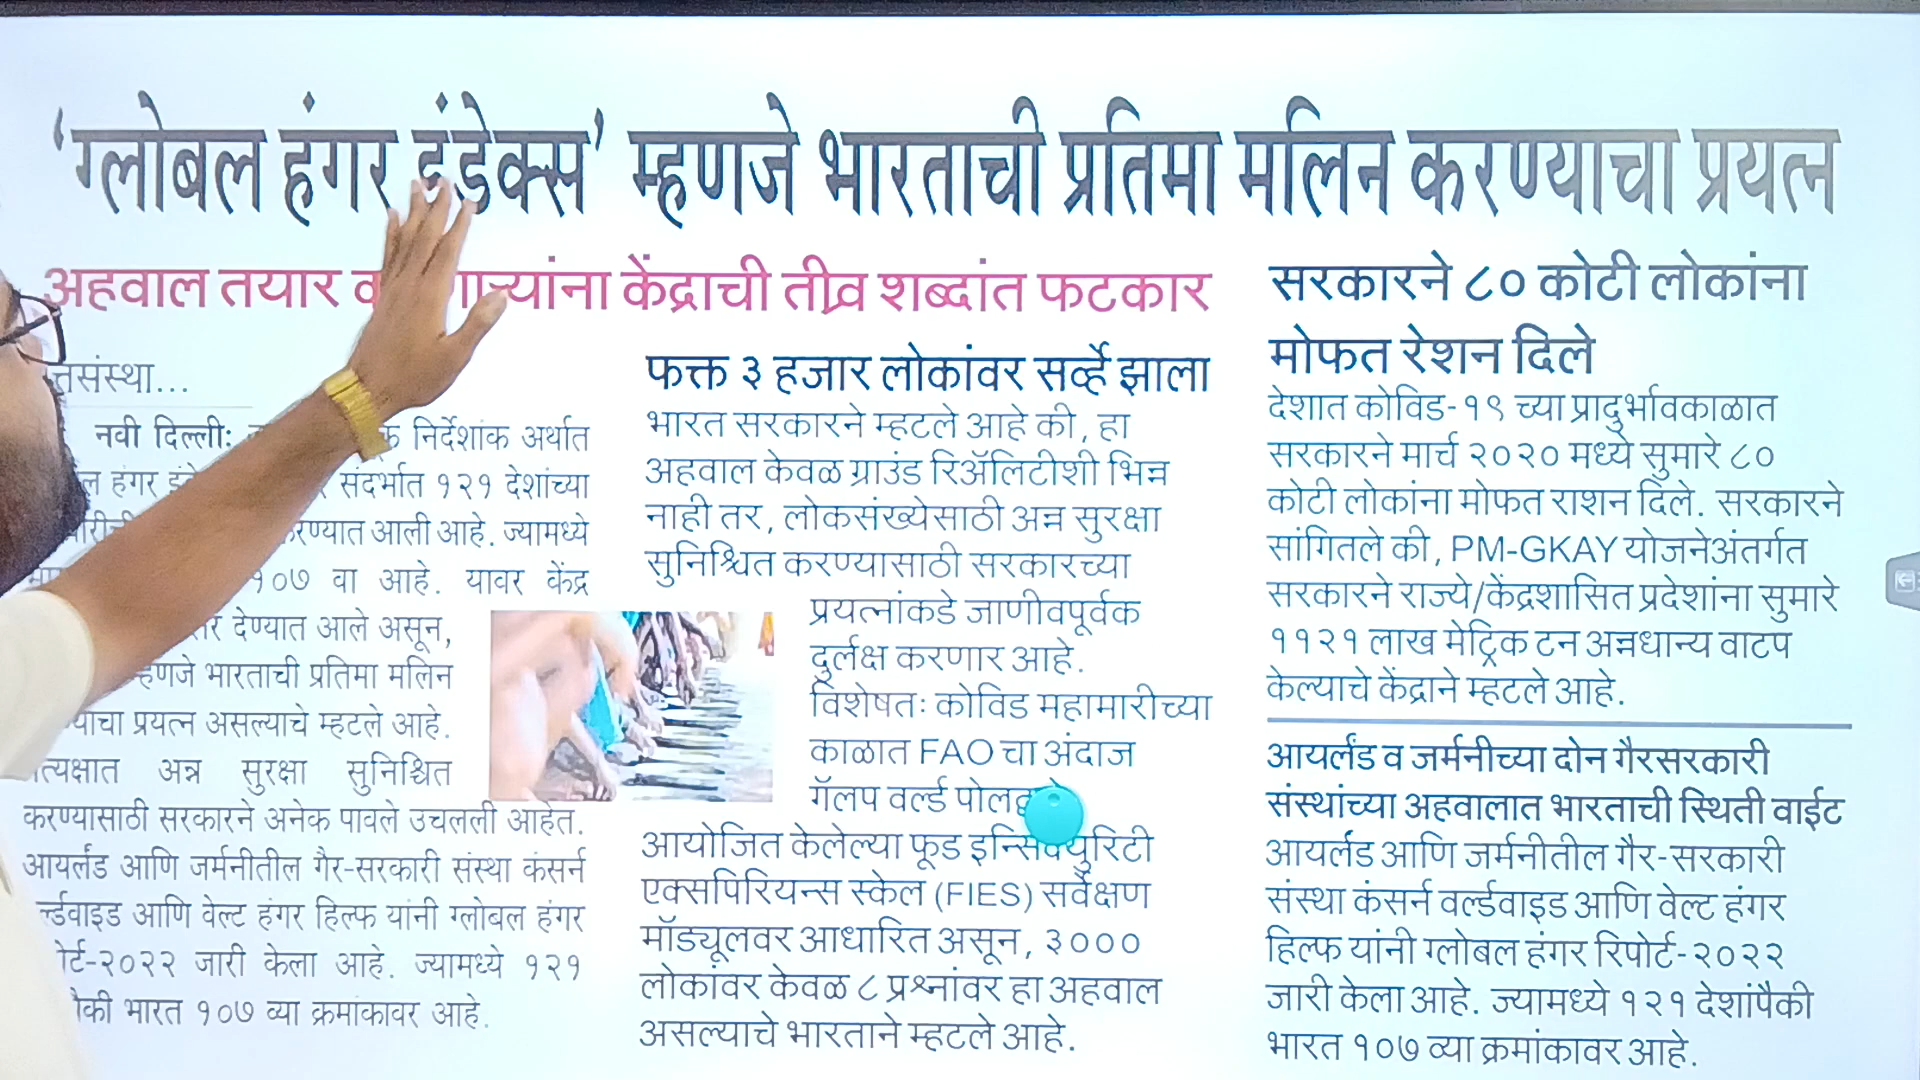 ‘ग्लोबल हंगर इंडेक्स’ म्हणजे भारताची प्रतिमा मलिन करण्याचा प्रयत्न
अहवाल तयार केंद्राची तीव्र शब्दांत फटकार
त्तसंस्था...
नवी दिल्ली: निर्देशांक अर्थात
हंगर संदर्भात १२१ देशांच्या
करण्यात आली आहे. ज्यामध्ये
१०७ वा आहे. यावर केंद्र
देण्यात आले असून,
म्हणजे भारताची प्रतिमा मलिन
प्रयत्न असल्याचे म्हटले आहे.
अन्न सुरक्षा सुनिश्चित
करण्यासाठी सरकारने अनेक पावले उचलली आहेत.
आयर्लंड आणि जर्मनीतील गैर-सरकारी संस्था कंसर्न
र्ल्डवाइड आणि वेल्ट हंगर हिल्फ यांनी ग्लोबल हंगर
पोर्ट-२०२२ जारी केला आहे. ज्यामध्ये १२१
पैकी भारत १०७ व्या क्रमांकावर आहे.
फक्त ३ हजार लोकांवर सर्व्हे झाला
भारत सरकारने म्हटले आहे की, हा
अहवाल केवळ ग्राउंड रिॲलिटीशी भिन्न
नाही तर, लोकसंख्येसाठी अन्न सुरक्षा
सुनिश्चित करण्यासाठी सरकारच्या
प्रयत्नांकडे जाणीवपूर्वक
दुर्लक्ष करणार आहे.
विशेषतः कोविड महामारीच्या
काळात FAO चा अंदाज
गॅलप वर्ल्ड
आयोजित केलेल्या फूड इन्सिक्युरिटी
एक्सपिरियन्स स्केल (FIES) सर्वेक्षण
मॉड्यूलवर आधारित असून, ३०००
लोकांवर केवळ ८ प्रश्नांवर हा अहवाल
असल्याचे भारताने म्हटले आहे.
सरकारने ८० कोटी लोकांना
मोफत रेशन दिले
देशात कोविड-१९ च्या प्रादुर्भावकाळात
सरकारने मार्च २०२० मध्ये सुमारे ८०
कोटी लोकांना मोफत राशन दिले. सरकारने
सांगितले की, PM-GKAY योजनेअंतर्गत
सरकारने राज्ये/केंद्रशासित प्रदेशांना सुमारे
११२१ लाख मेट्रिक टन अन्नधान्य वाटप
केल्याचे केंद्राने म्हटले आहे.
आयर्लंड व जर्मनीच्या दोन गैरसरकारी
संस्थांच्या अहवालात भारताची स्थिती वाईट
आयर्लंड आणि जर्मनीतील गैर-सरकारी
संस्था कंसर्न वर्ल्डवाइड आणि वेल्ट हंगर
हिल्फ यांनी ग्लोबल हंगर रिपोर्ट-२०२२
जारी केला आहे. ज्यामध्ये १२१ देशांपैकी
भारत १०७ व्या क्रमांकावर आहे.